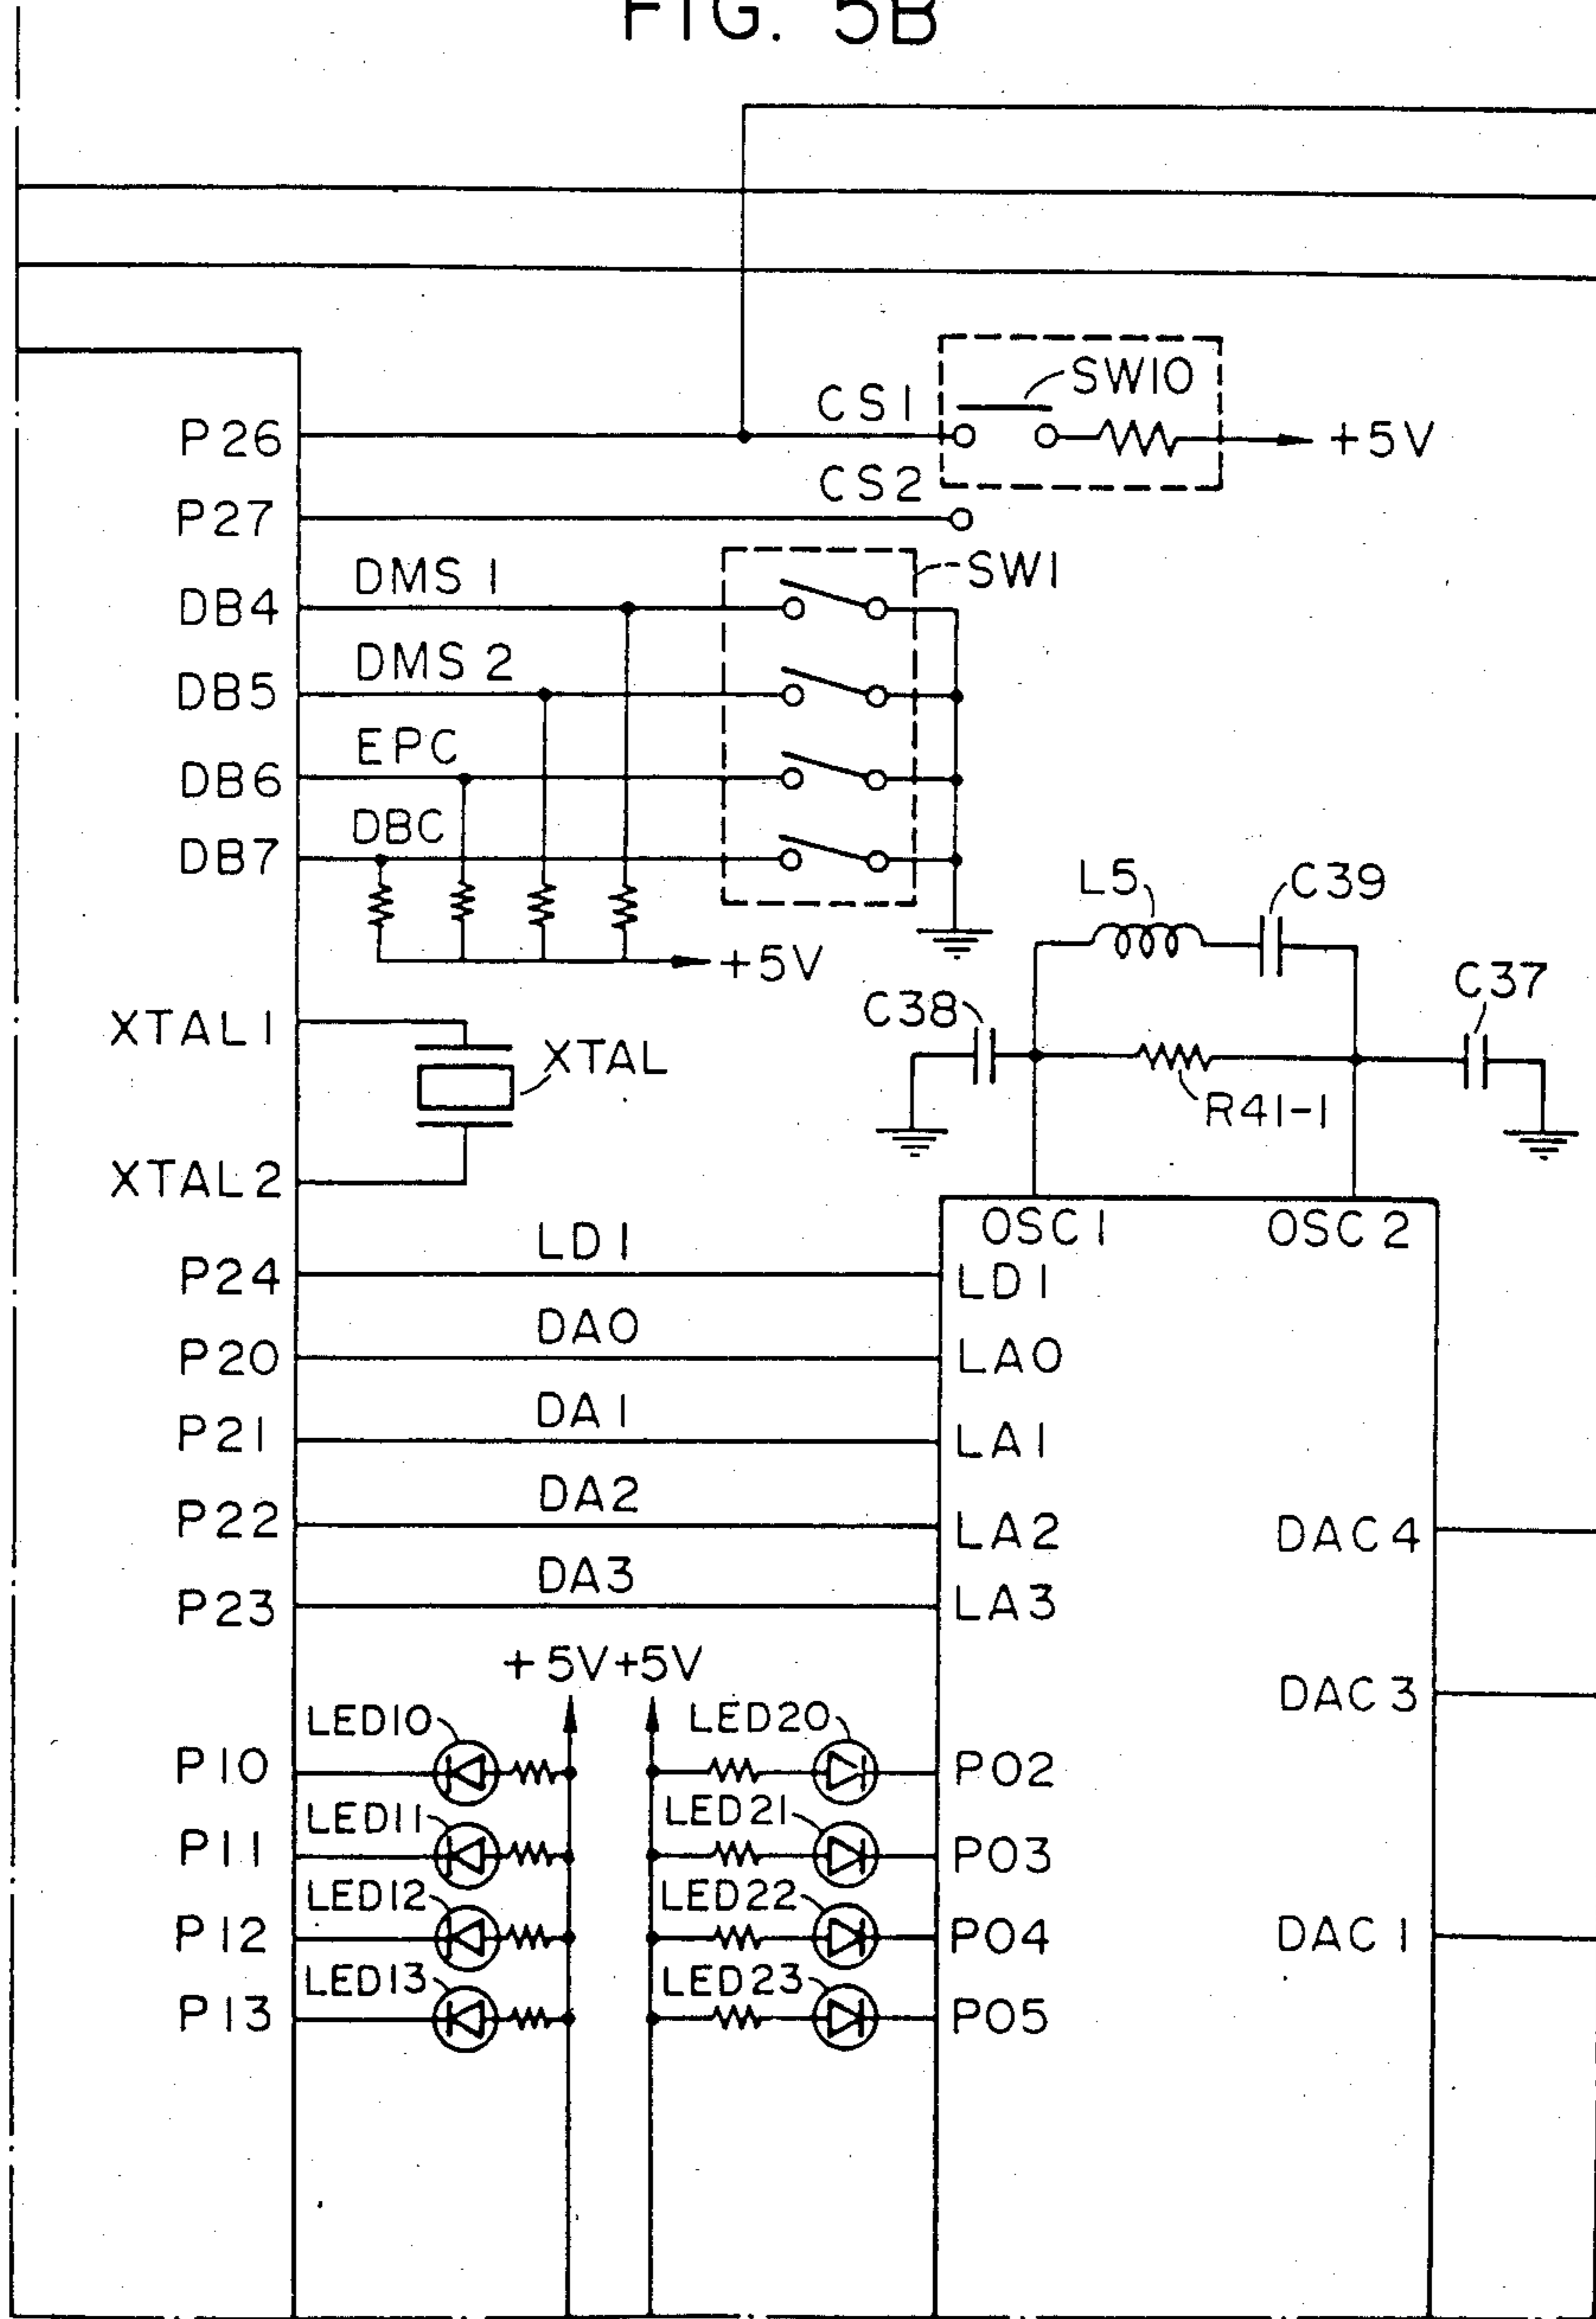 FIG. 5B
CS1
SW10
P26
+5V
CS2
P27
DMS 1
SW1
DB4
DMS 2
DB5
EPC
DB6
DBC
DB7
L5
C39
+5V
C38
C37
XTAL1
XTAL
R41-1
XTAL2
OSC1
OSC2
LD1
P24
LD1
DA0
P20
LA0
DA1
P21
LA1
DA2
P22
LA2
DAC4
DA3
P23
LA3
+5V
+5V
DAC3
LED10
LED20
P10
P02
LED11
LED21
P11
P03
LED12
LED22
P12
P04
DAC1
LED13
LED23
P13
P05